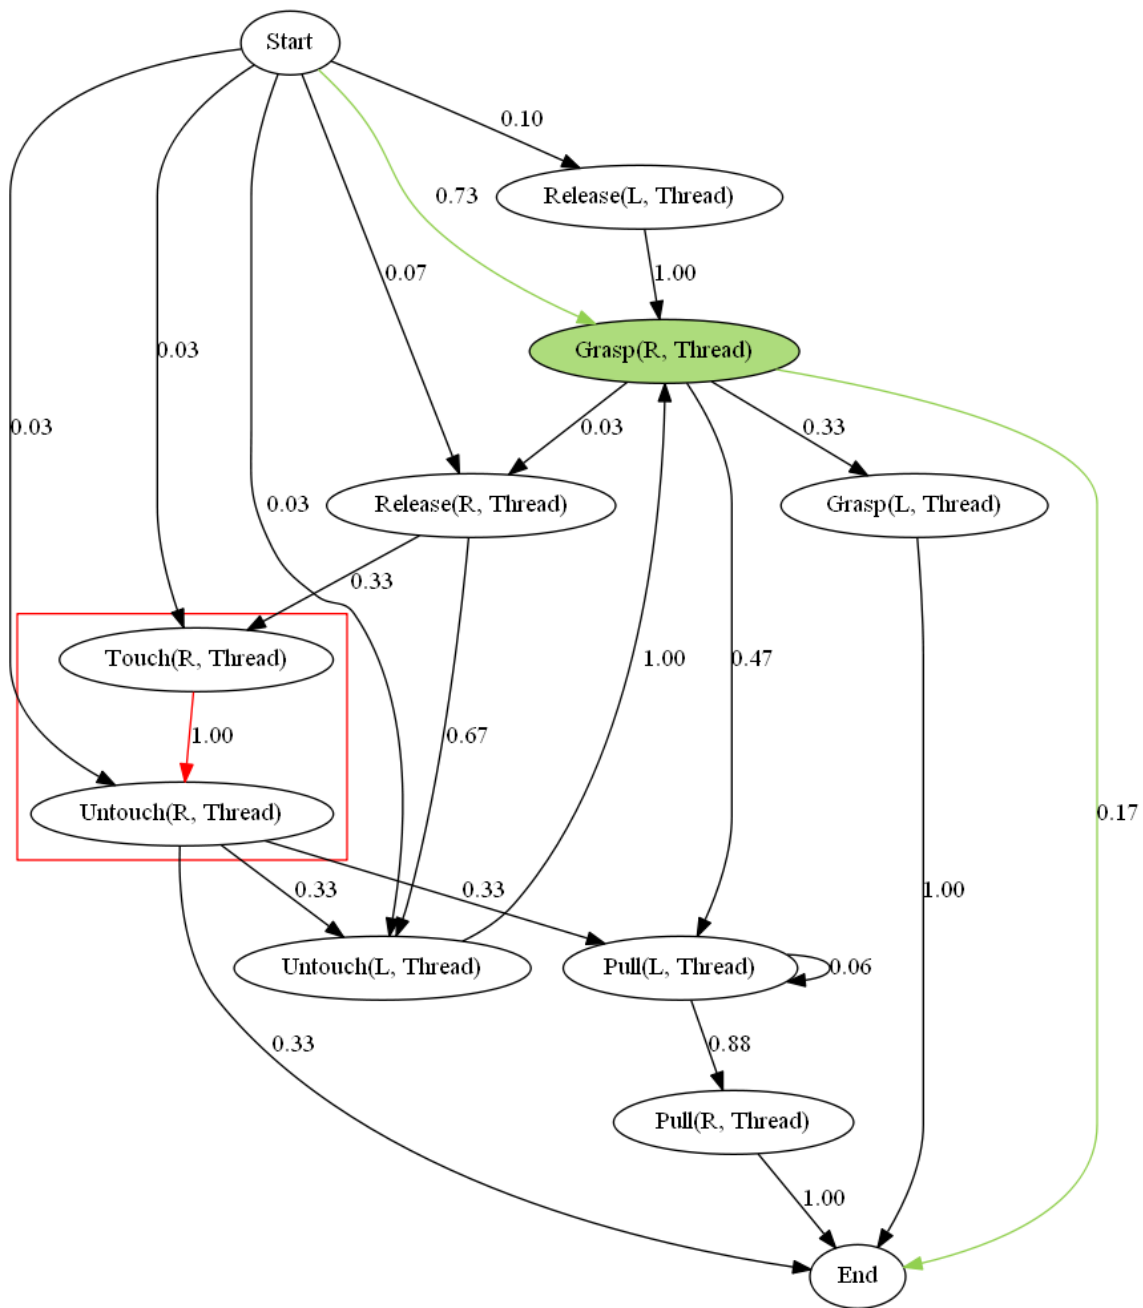 Start
0.10
Release(L, Thread)
0.73
0.07
1.00
0.03
Grasp(R, Thread)
0.03
0.03
0.33
0.03
Release(R, Thread)
Grasp(L, Thread)
0.33
Touch(R, Thread)
1.00
0.47
1.00
0.67
Untouch(R, Thread)
0.17
0.33
0.33
1.00
Untouch(L, Thread)
Pull(L, Thread)
0.06
0.33
0.88
Pull(R, Thread)
1.00
End